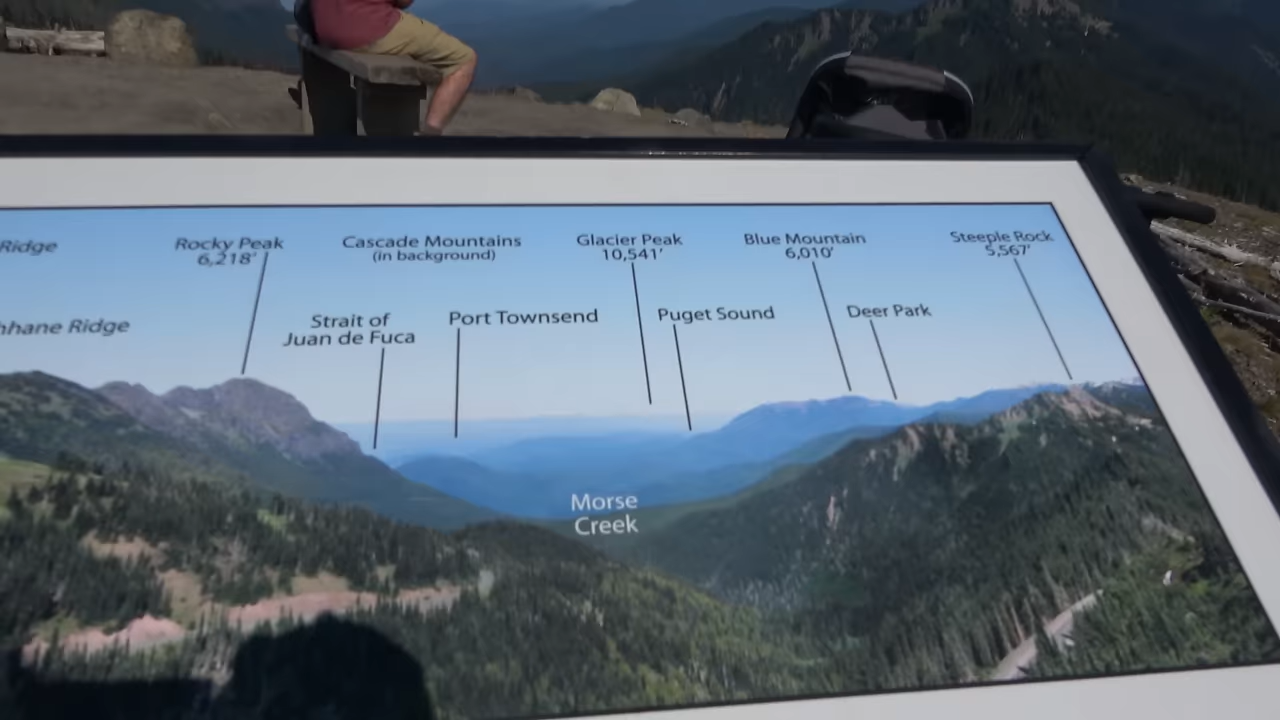 Ridge
Rocky Peak
6,218'
Cascade Mountains
(in background)
Glacier Peak
10,541'
Blue Mountain
6,010'
Steeple Rock
5,567'
hhane Ridge
Strait of
Juan de Fuca
Port Townsend
Puget Sound
Deer Park
Morse
Creek